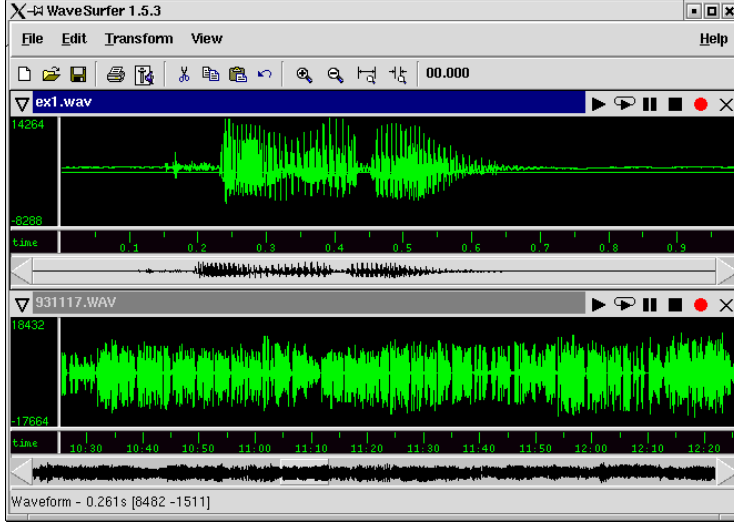 WaveSurfer 1.5.3
File Edit Transform View Help
00.000
ex1.wav
14264
-8288
time 0.1 0.2 0.3 0.4 0.5 0.6 0.7 0.8 0.9
931117.WAV
18432
-17664
time 10:30 10:40 10:50 11:00 11:10 11:20 11:30 11:40 11:50 12:00 12:10 12:20
Waveform - 0.261s [8482 -1511]